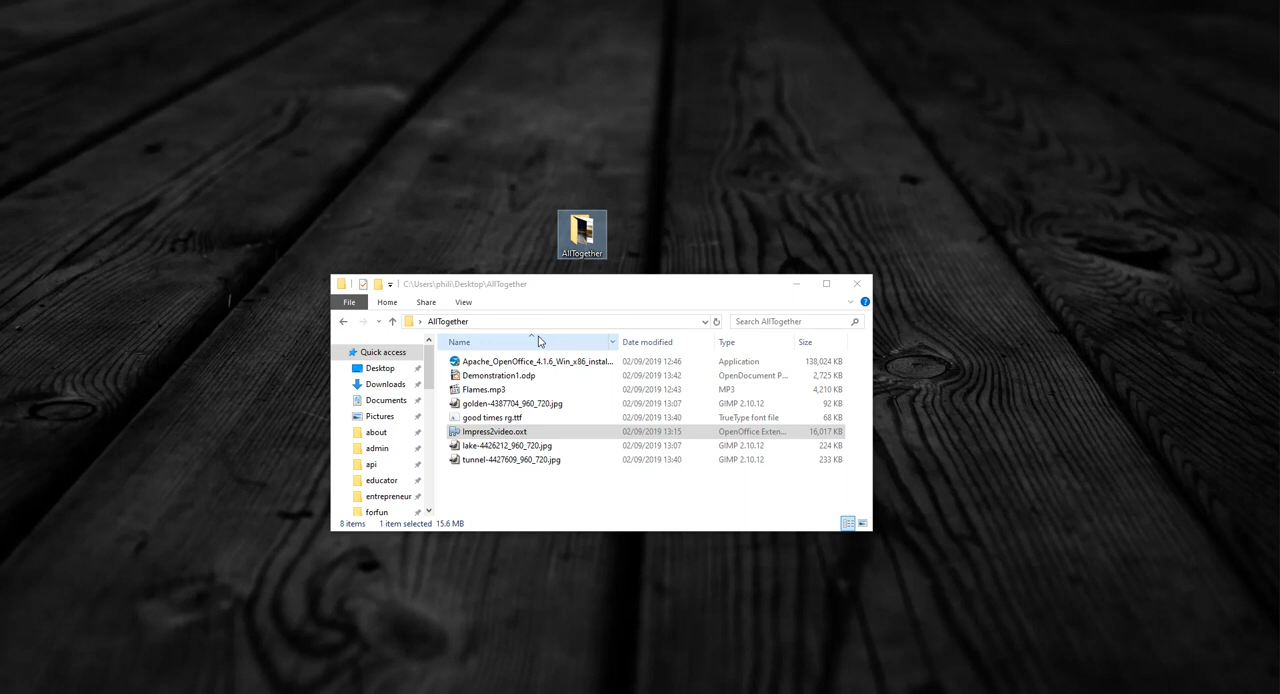 AllTogether
C:\Users\phili\Desktop\AllTogether
File Home Share View
AllTogether
Search AllTogether
Name Date modified Type Size
Quick access
Desktop
Downloads
Documents
Pictures
about
admin
api
educator
entrepreneur
forfun
Apache_OpenOffice_4.1.6_Win_x86_instal... 02/09/2019 12:46 Application 138,024 KB
Demonstration1.odp 02/09/2019 13:42 OpenDocument P... 2,725 KB
Flames.mp3 02/09/2019 12:43 MP3 4,210 KB
golden-4387704_960_720.jpg 02/09/2019 13:07 GIMP 2.10.12 92 KB
good times rg.ttf 02/09/2019 13:40 TrueType font file 68 KB
Impress2video.oxt 02/09/2019 13:15 OpenOffice Exten... 16,017 KB
lake-4426212_960_720.jpg 02/09/2019 13:07 GIMP 2.10.12 224 KB
tunnel-4427609_960_720.jpg 02/09/2019 13:40 GIMP 2.10.12 233 KB
8 items 1 item selected 15.6 MB